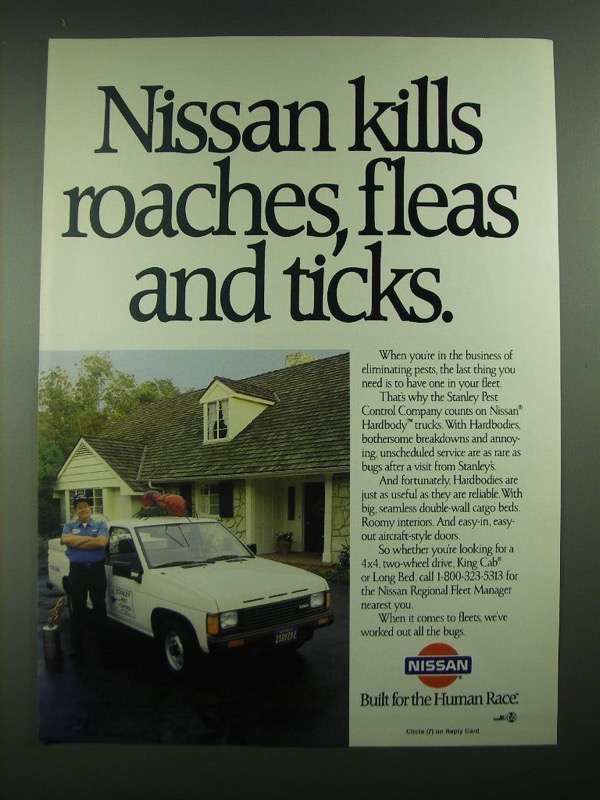 Nissan kills
roaches, fleas
and ticks.
When you're in the business of
eliminating pests, the last thing you
need is to have one in your fleet.
That's why the Stanley Pest
Control Company counts on Nissan®
Hardbody™ trucks. With Hardbodies,
bothersome breakdowns and annoy-
ing, unscheduled service are as rare as
bugs after a visit from Stanley's.
And fortunately, Hardbodies are
just as useful as they are reliable. With
big, seamless double-wall cargo beds.
Roomy interiors. And easy-in, easy-
out aircraft-style doors.
So whether you're looking for a
4x4, two-wheel drive, King Cab®
or Long Bed, call 1-800-323-5313 for
the Nissan Regional Fleet Manager
nearest you.
When it comes to fleets, we've
worked out all the bugs.
STANLEY
NISSAN
Built for the Human Race.
Circle (7) on Reply Card